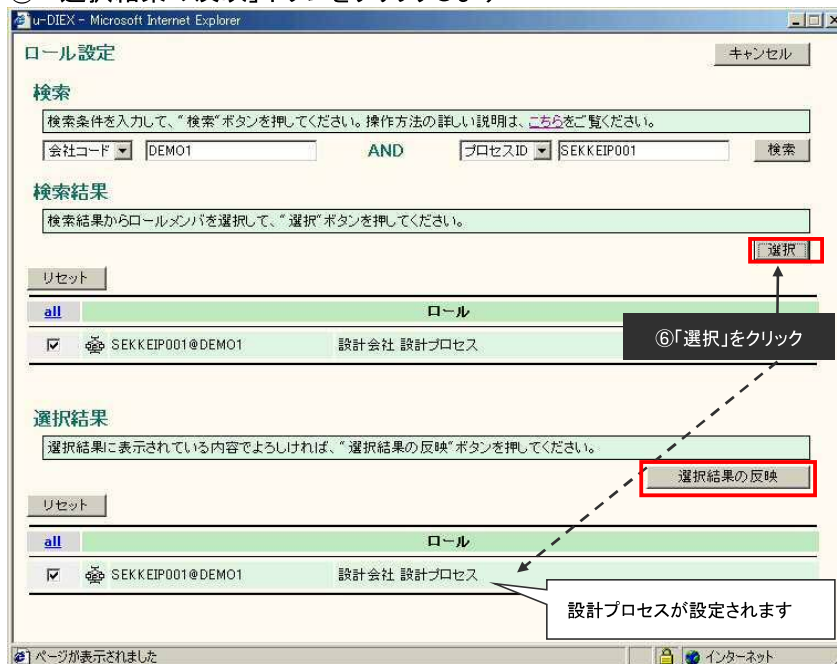 u-DIEX - Microsoft Internet Explorer
ロール設定
キャンセル
検索
検索条件を入力して、"検索"ボタンを押してください。操作方法の詳しい説明は、こちらをご覧ください。
会社コード DEMO1 AND プロセスID SEKKEIP001 検索
検索結果
検索結果からロールメンバを選択して、"選択"ボタンを押してください。
選択
リセット
all ロール
SEKKEIP001@DEMO1 設計会社 設計プロセス
⑥「選択」をクリック
選択結果
選択結果に表示されている内容でよろしければ、"選択結果の反映"ボタンを押してください。
選択結果の反映
リセット
all ロール
SEKKEIP001@DEMO1 設計会社 設計プロセス
設計プロセスが設定されます
ページが表示されました インターネット